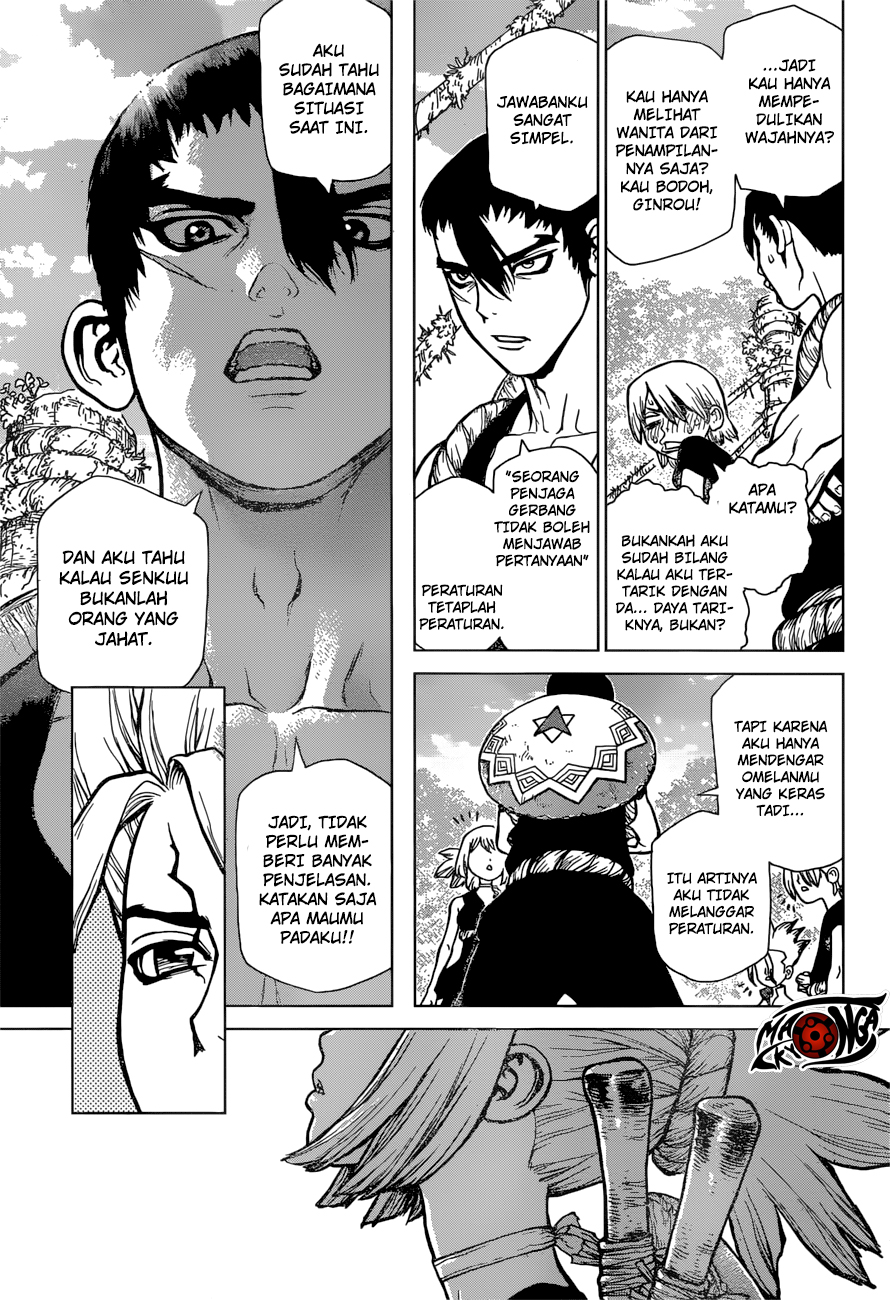 ...JADI
KAU HANYA
MEMPE-
DULIKAN
WAJAHNYA?
KAU HANYA
MELIHAT
WANITA DARI
PENAMPILAN-
NYA SAJA?
KAU BODOH,
GINROU!
APA
KATAMU?
BUKANKAH AKU
SUDAH BILANG
KALAU AKU TER-
TARIK DENGAN
DA... DAYA TARI-
KNYA, BUKAN?
JAWABANKU
SANGAT
SIMPEL.
"SEORANG
PENJAGA
GERBANG
TIDAK BOLEH
MENJAWAB
PERTANYAAN"
PERATURAN
TETAPLAH
PERATURAN.
TAPI KARENA
AKU HANYA
MENDENGAR
OMELANMU
YANG KERAS
TADI...
ITU ARTINYA
AKU TIDAK
MELANGGAR
PERATURAN.
AKU
SUDAH TAHU
BAGAIMANA
SITUASI
SAAT INI.
DAN AKU TAHU
KALAU SENKUU
BUKANLAH
ORANG YANG
JAHAT.
JADI, TIDAK
PERLU MEM-
BERI BANYAK
PENJELASAN.
KATAKAN SAJA
APA MAUMU
PADAKU!!
MANGA
KYO